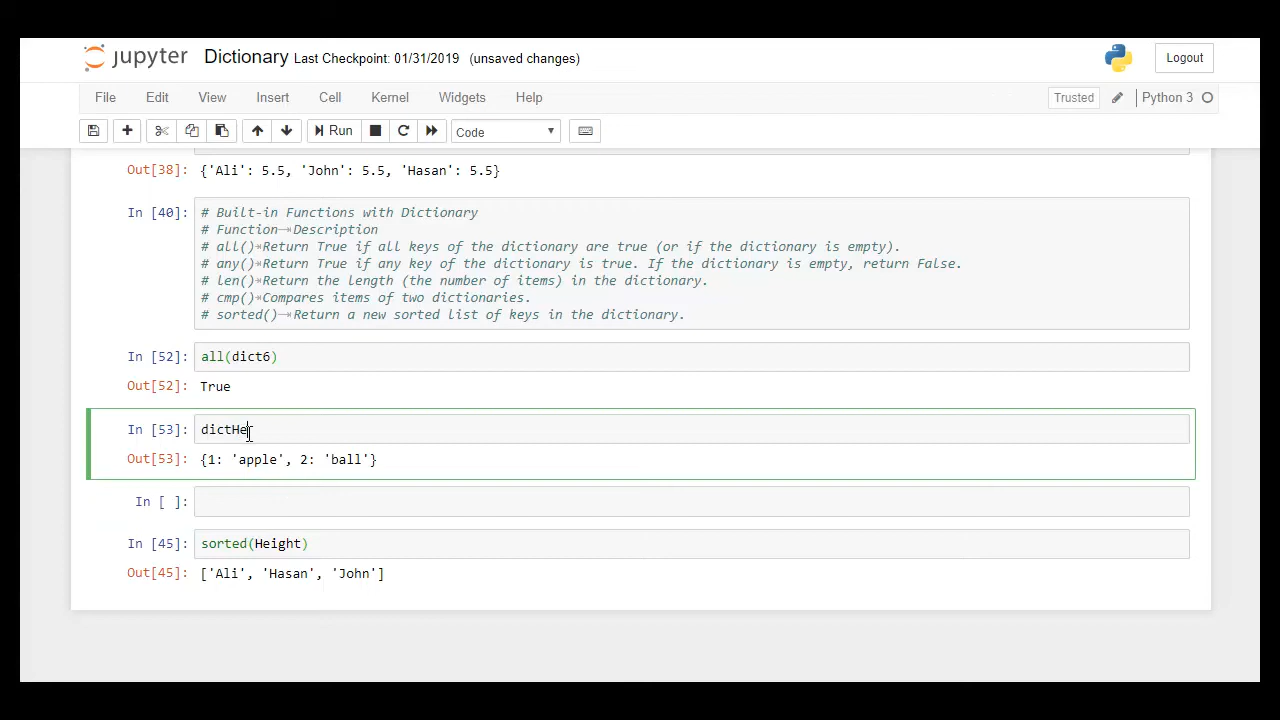 jupyter Dictionary Last Checkpoint: 01/31/2019 (unsaved changes) Logout
File Edit View Insert Cell Kernel Widgets Help Trusted Python 3
Run Code
Out[38]: {'Ali': 5.5, 'John': 5.5, 'Hasan': 5.5}
In [40]: # Built-in Functions with Dictionary
# Function⇥Description
# all()⇥Return True if all keys of the dictionary are true (or if the dictionary is empty).
# any()⇥Return True if any key of the dictionary is true. If the dictionary is empty, return False.
# len()⇥Return the length (the number of items) in the dictionary.
# cmp()⇥Compares items of two dictionaries.
# sorted()⇥Return a new sorted list of keys in the dictionary.
In [52]: all(dict6)
Out[52]: True
In [53]: dictHe
Out[53]: {1: 'apple', 2: 'ball'}
In [ ]:
In [45]: sorted(Height)
Out[45]: ['Ali', 'Hasan', 'John']